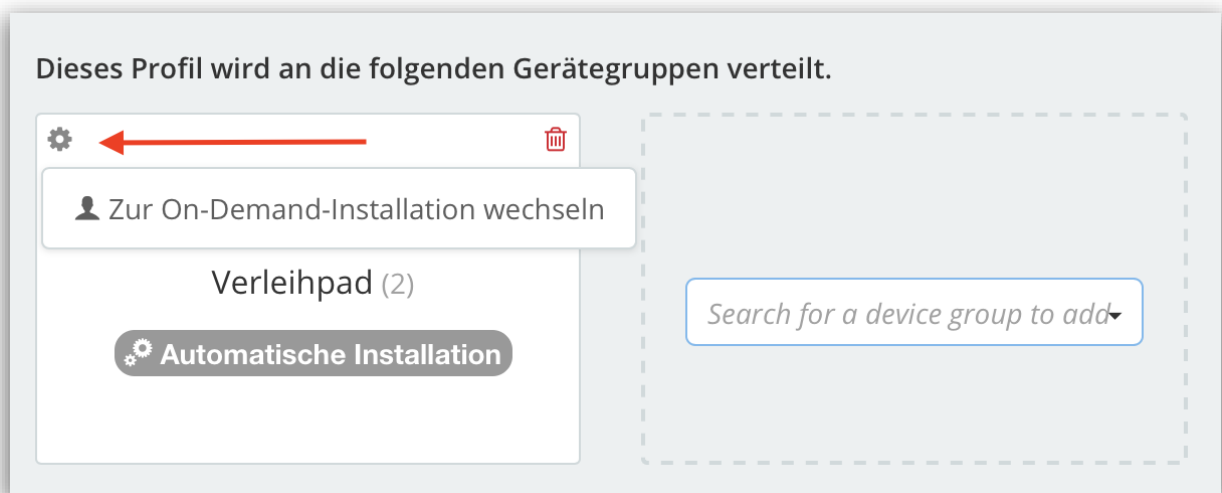 Dieses Profil wird an die folgenden Gerätegruppen verteilt.
Zur On-Demand-Installation wechseln
Verleihpad (2)
Automatische Installation
Search for a device group to add